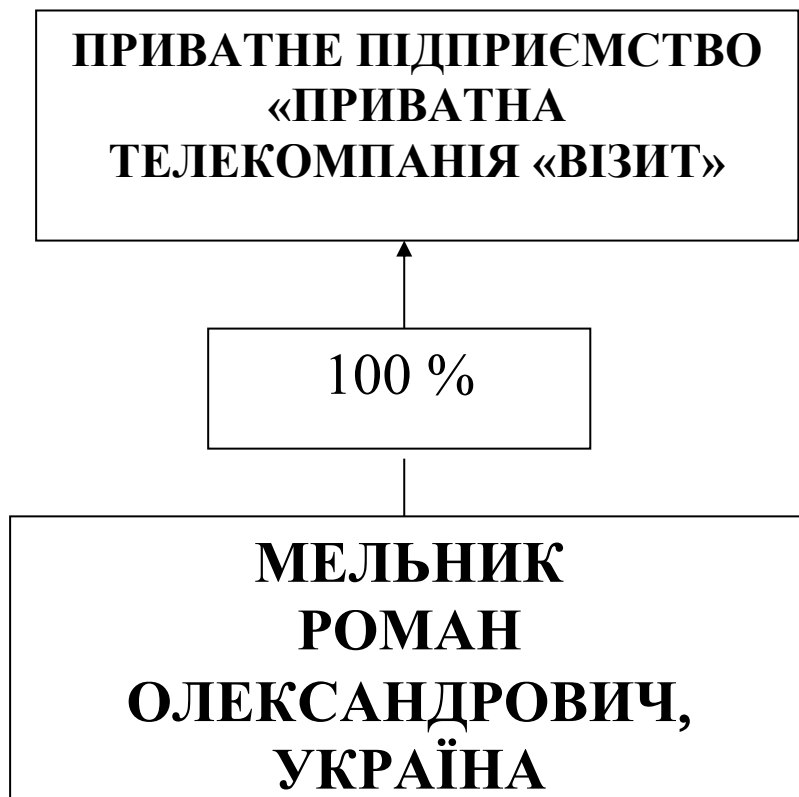 ПРИВАТНЕ ПІДПРИЄМСТВО
«ПРИВАТНА
ТЕЛЕКОМПАНІЯ «ВІЗИТ»
100 %
МЕЛЬНИК
РОМАН
ОЛЕКСАНДРОВИЧ,
УКРАЇНА